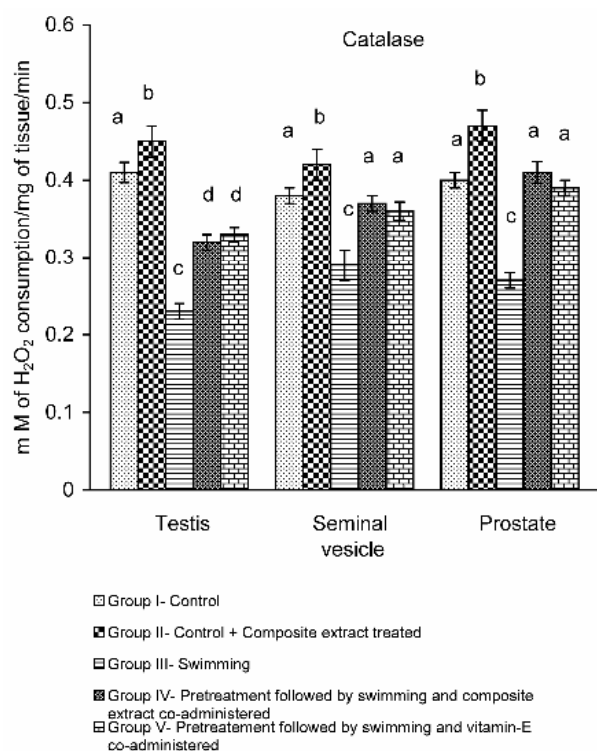 Catalase
m M of H₂O₂ consumption/mg of tissue/min
0.6
0.5
0.4
0.3
0.2
0.1
0
a
b
c
d
d
a
b
c
a
a
a
b
c
a
a
Testis
Seminal
vesicle
Prostate
Group I- Control
Group II- Control + Composite extract treated
Group III- Swimming
Group IV- Pretreatment followed by swimming and composite
extract co-administered
Group V- Pretreatement followed by swimming and vitamin-E
co-administered